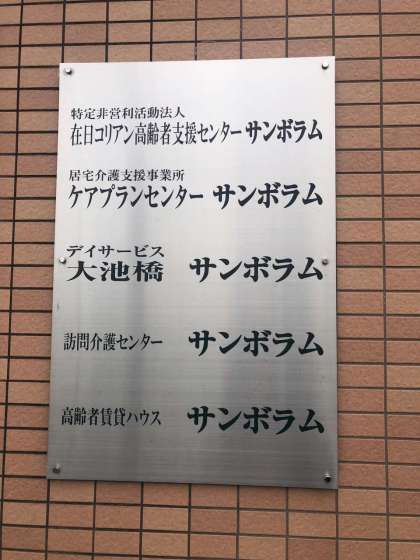 特定非営利活動法人
在日コリアン高齢者支援センター サンボラム
居宅介護支援事業所
ケアプランセンター サンボラム
デイサービス
大池橋 サンボラム
訪問介護センター サンボラム
高齢者賃貸ハウス サンボラム